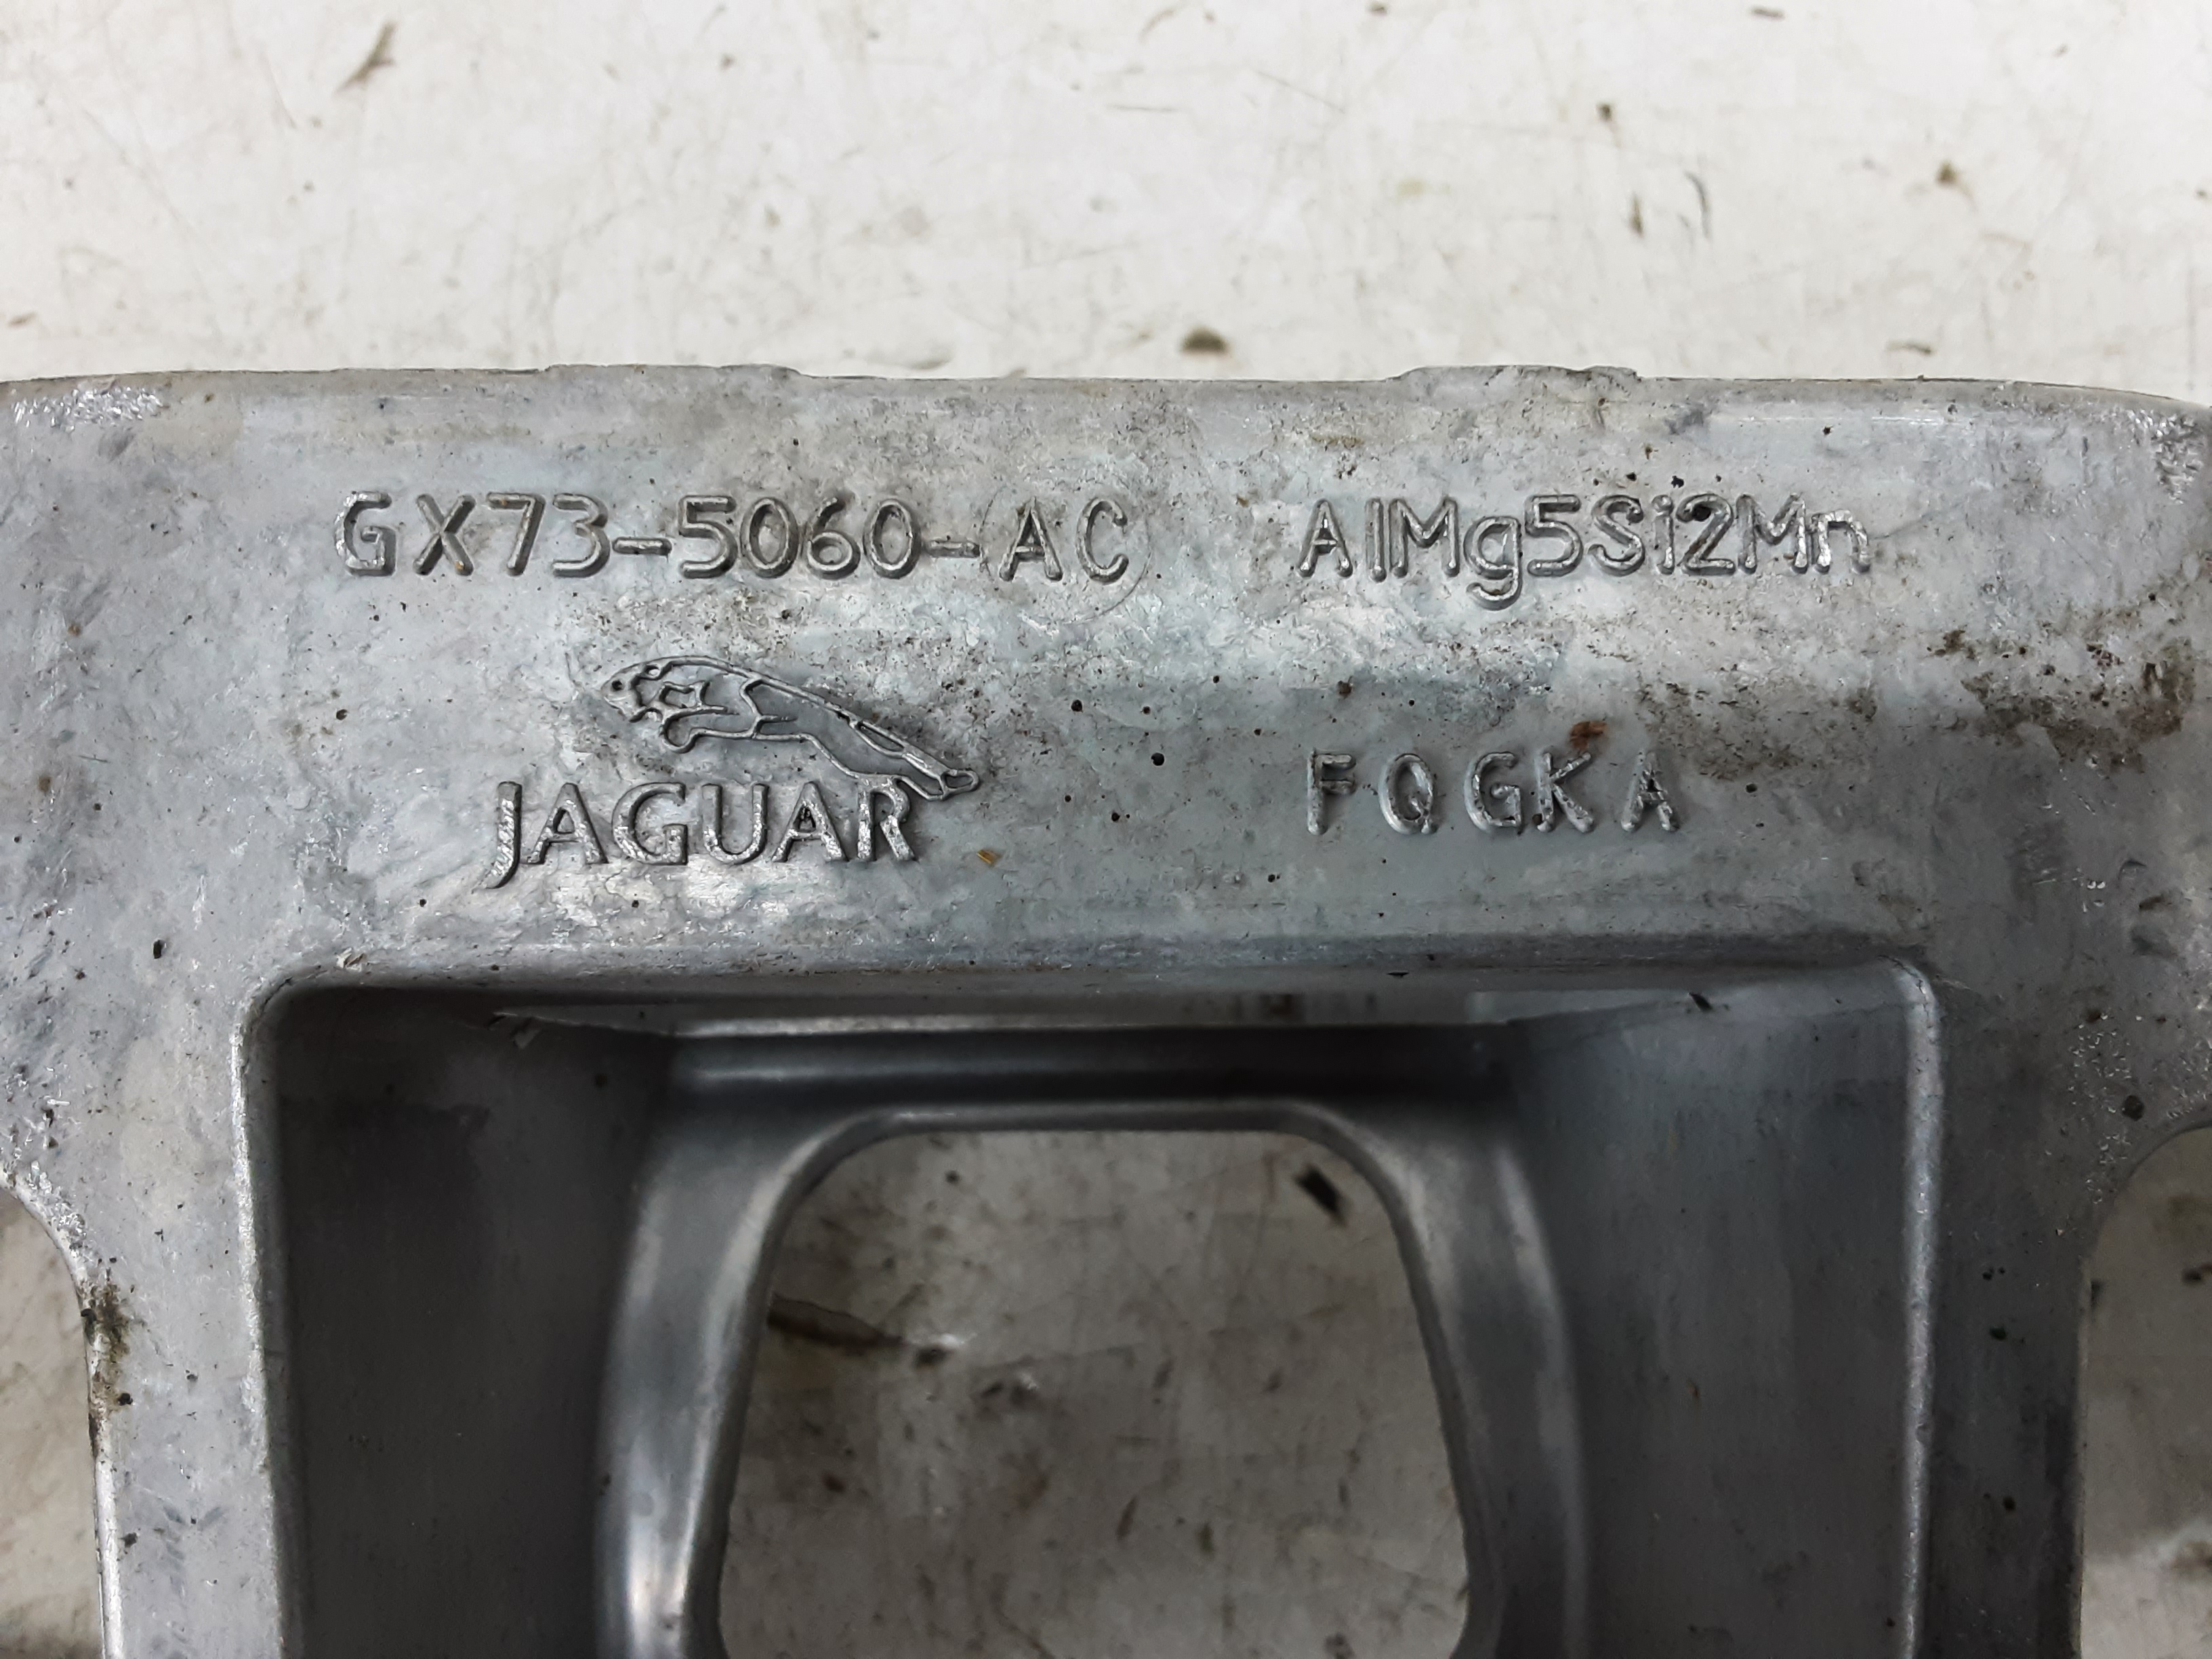 GX73-5060-AC AlMg5Si2Mn
JAGUAR FQGKA